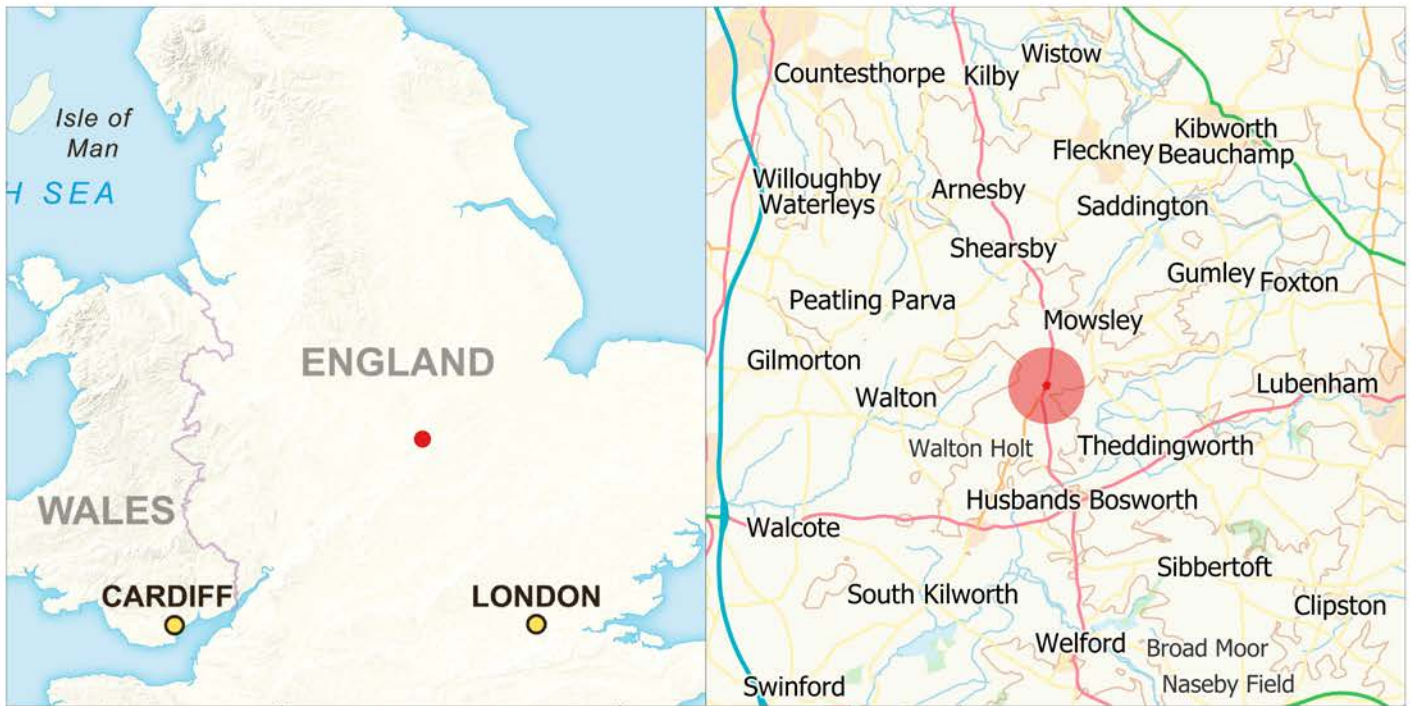 Isle of
Man
H SEA
ENGLAND
WALES
CARDIFF
LONDON
Wistow
Countesthorpe
Kilby
Kibworth
Beauchamp
Fleckney
Willoughby
Waterleys
Arnesby
Saddington
Shearsby
Gumley
Foxton
Peatling Parva
Mowsley
Gilmorton
Walton
Lubenham
Walton Holt
Theddingworth
Husbands Bosworth
Walcote
Sibbertoft
South Kilworth
Clipston
Welford
Broad Moor
Naseby Field
Swinford